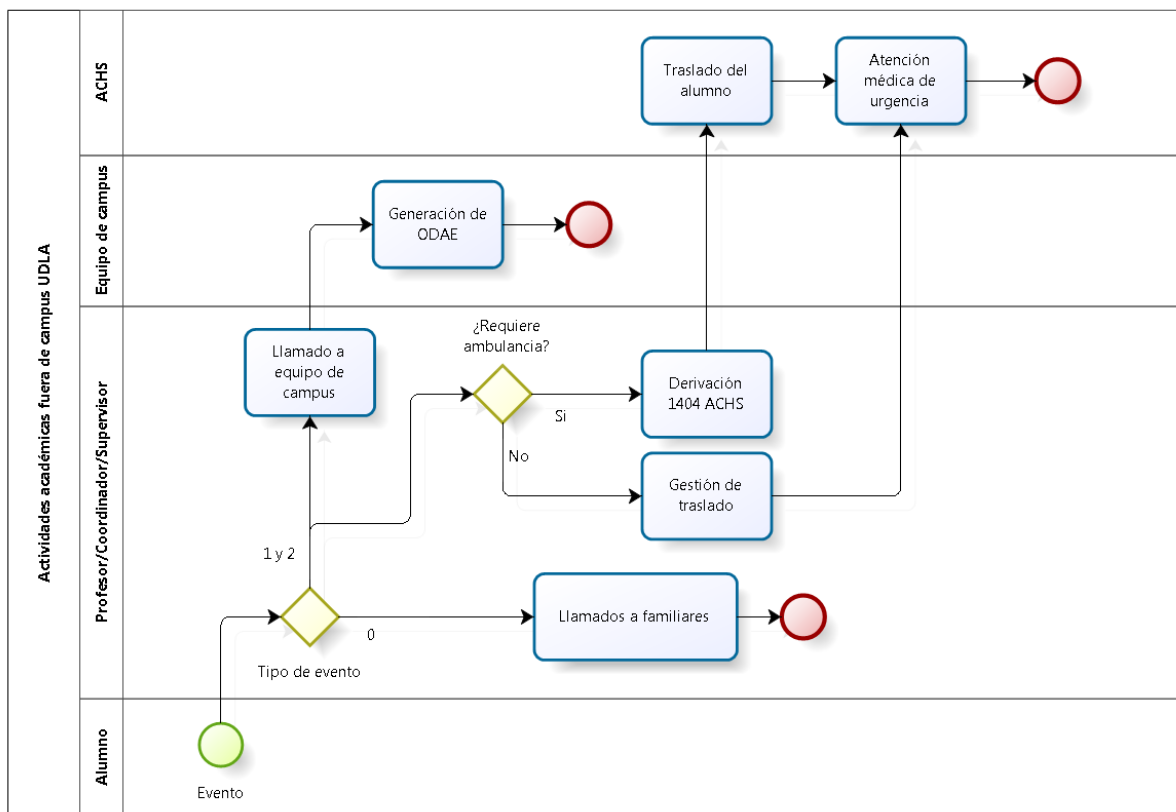 Actividades académicas fuera de campus UDLA
ACHS
Traslado del
alumno
Atención
médica de
urgencia
Equipo de campus
Generación de
ODAE
Profesor/Coordinador/Supervisor
Llamado a
equipo de
campus
¿Requiere
ambulancia?
Si
Derivación
1404 ACHS
No
Gestión de
traslado
1 y 2
Tipo de evento
0
Llamados a familiares
Alumno
Evento